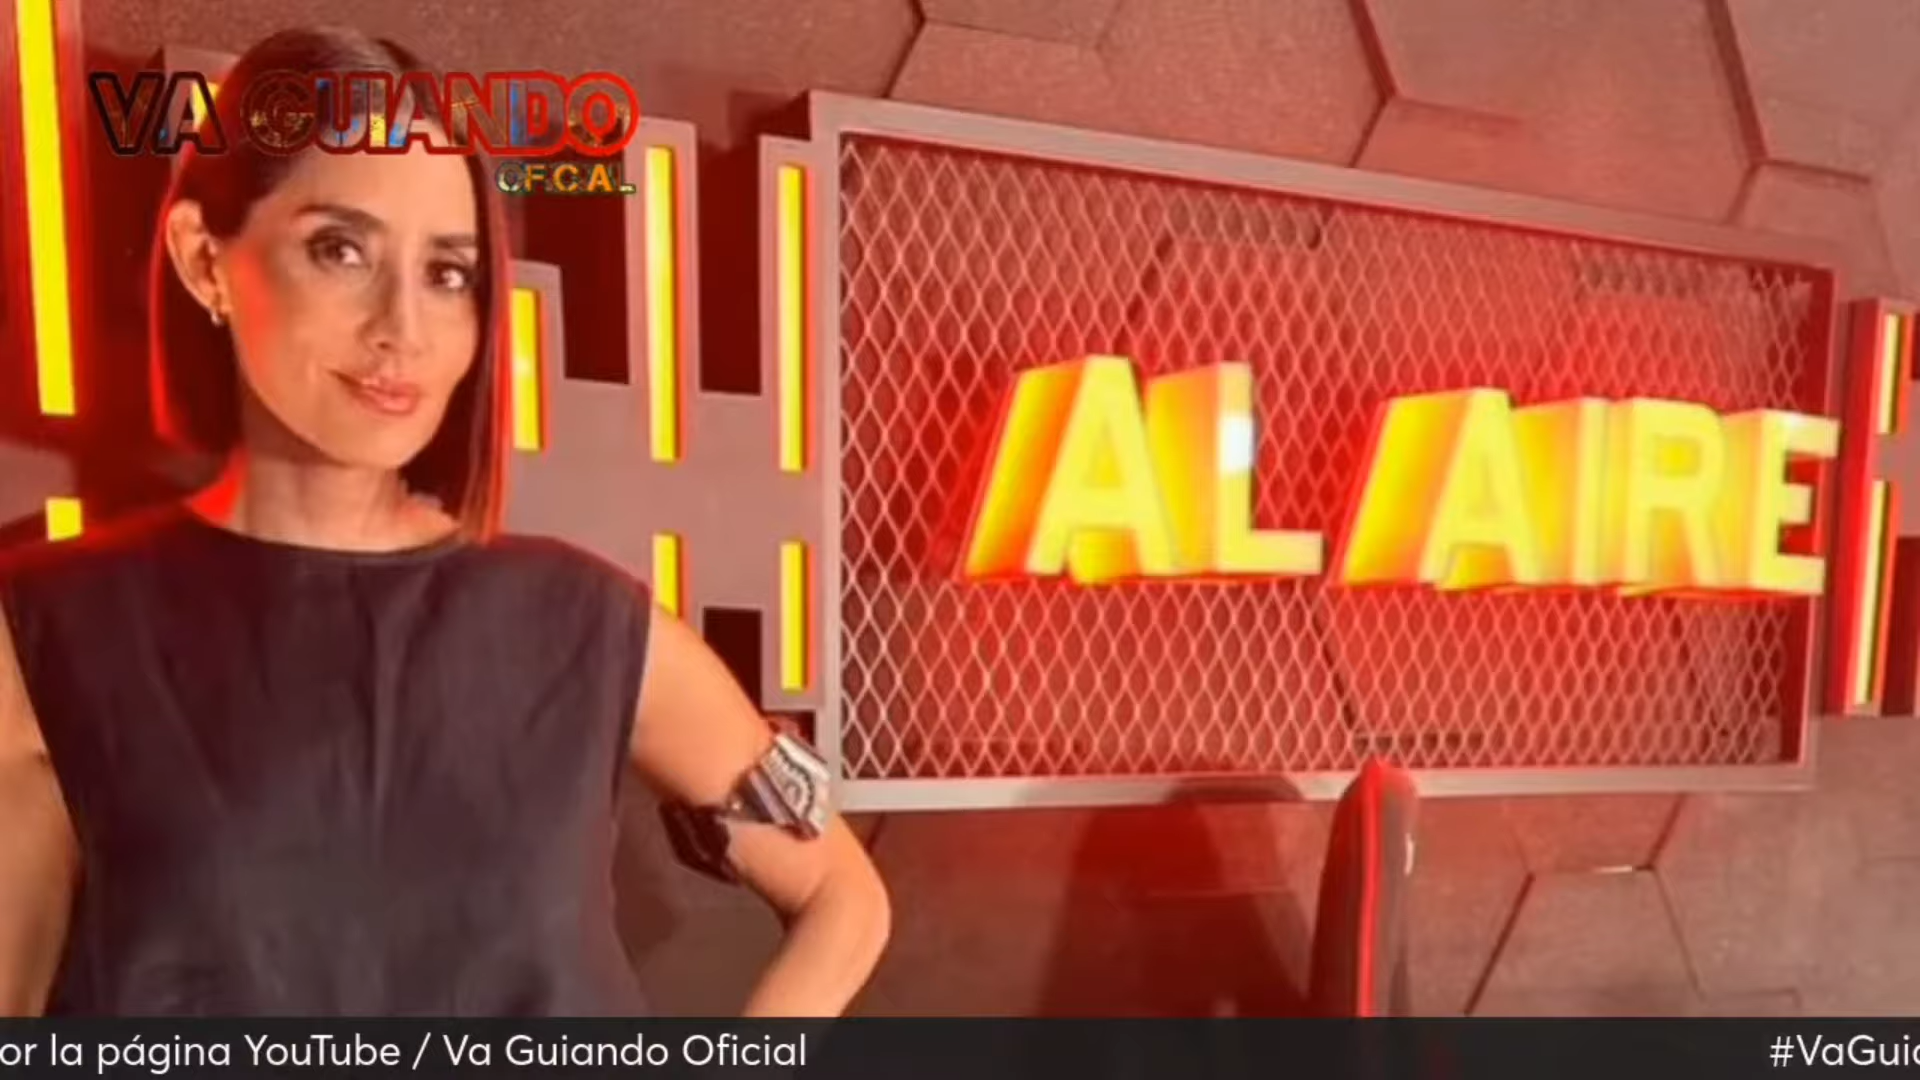 VA GUIANDO
OFICIAL
AL AIRE
or la página YouTube / Va Guiando Oficial
#VaGuia